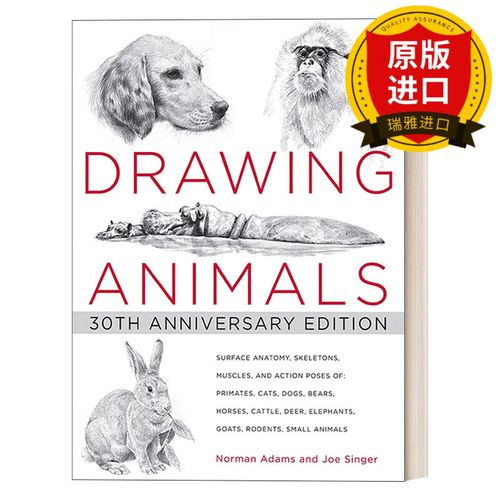 QUALITY ASSURANCE
原版
进口
瑞雅进口
DRAWING
ANIMALS
30TH ANNIVERSARY EDITION
SURFACE ANATOMY, SKELETONS,
MUSCLES, AND ACTION POSES OF:
PRIMATES, CATS, DOGS, BEARS,
HORSES, CATTLE, DEER, ELEPHANTS,
GOATS, RODENTS, SMALL ANIMALS
Norman Adams and Joe Singer